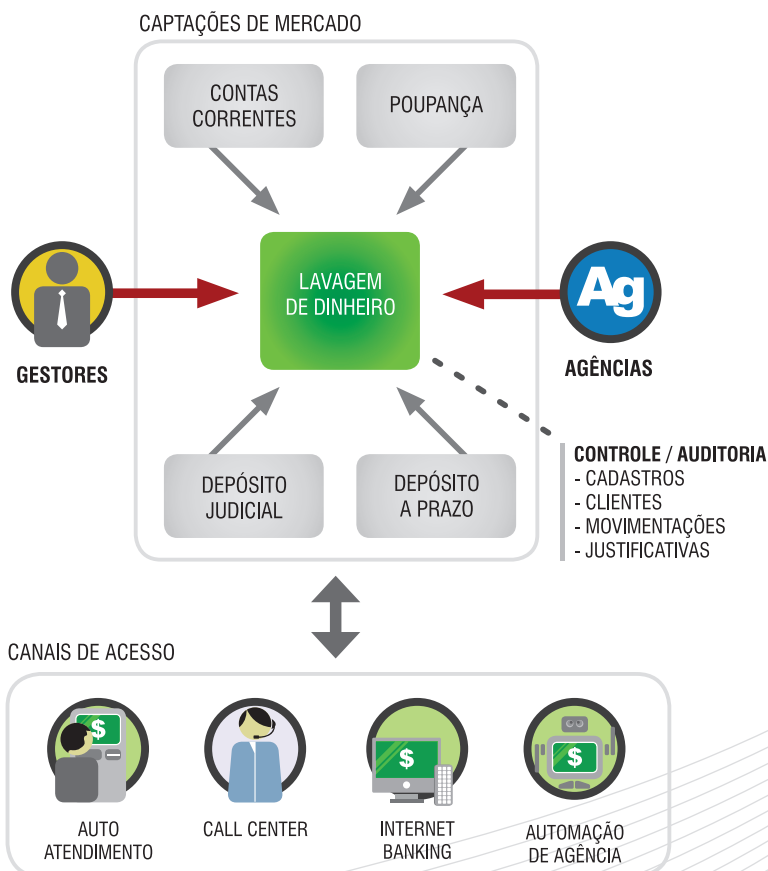 CAPTAÇÕES DE MERCADO
CONTAS
CORRENTES
POUPANÇA
LAVAGEM
DE DINHEIRO
GESTORES
Ag
AGÊNCIAS
DEPÓSITO
JUDICIAL
DEPÓSITO
A PRAZO
CONTROLE / AUDITORIA
- CADASTROS
- CLIENTES
- MOVIMENTAÇÕES
- JUSTIFICATIVAS
CANAIS DE ACESSO
$
$
$
AUTO
ATENDIMENTO
CALL CENTER
INTERNET
BANKING
AUTOMAÇÃO
DE AGÊNCIA